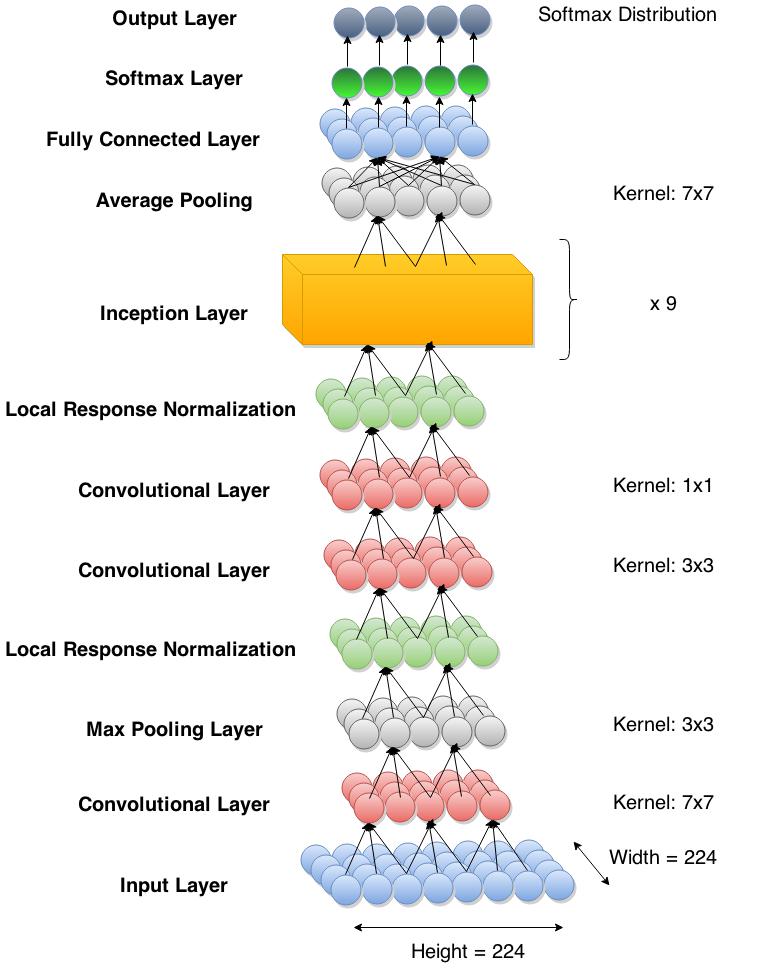 Output Layer
Softmax Distribution
Softmax Layer
Fully Connected Layer
Average Pooling
Kernel: 7x7
Inception Layer
x 9
Local Response Normalization
Convolutional Layer
Kernel: 1x1
Convolutional Layer
Kernel: 3x3
Local Response Normalization
Max Pooling Layer
Kernel: 3x3
Convolutional Layer
Kernel: 7x7
Input Layer
Width = 224
Height = 224